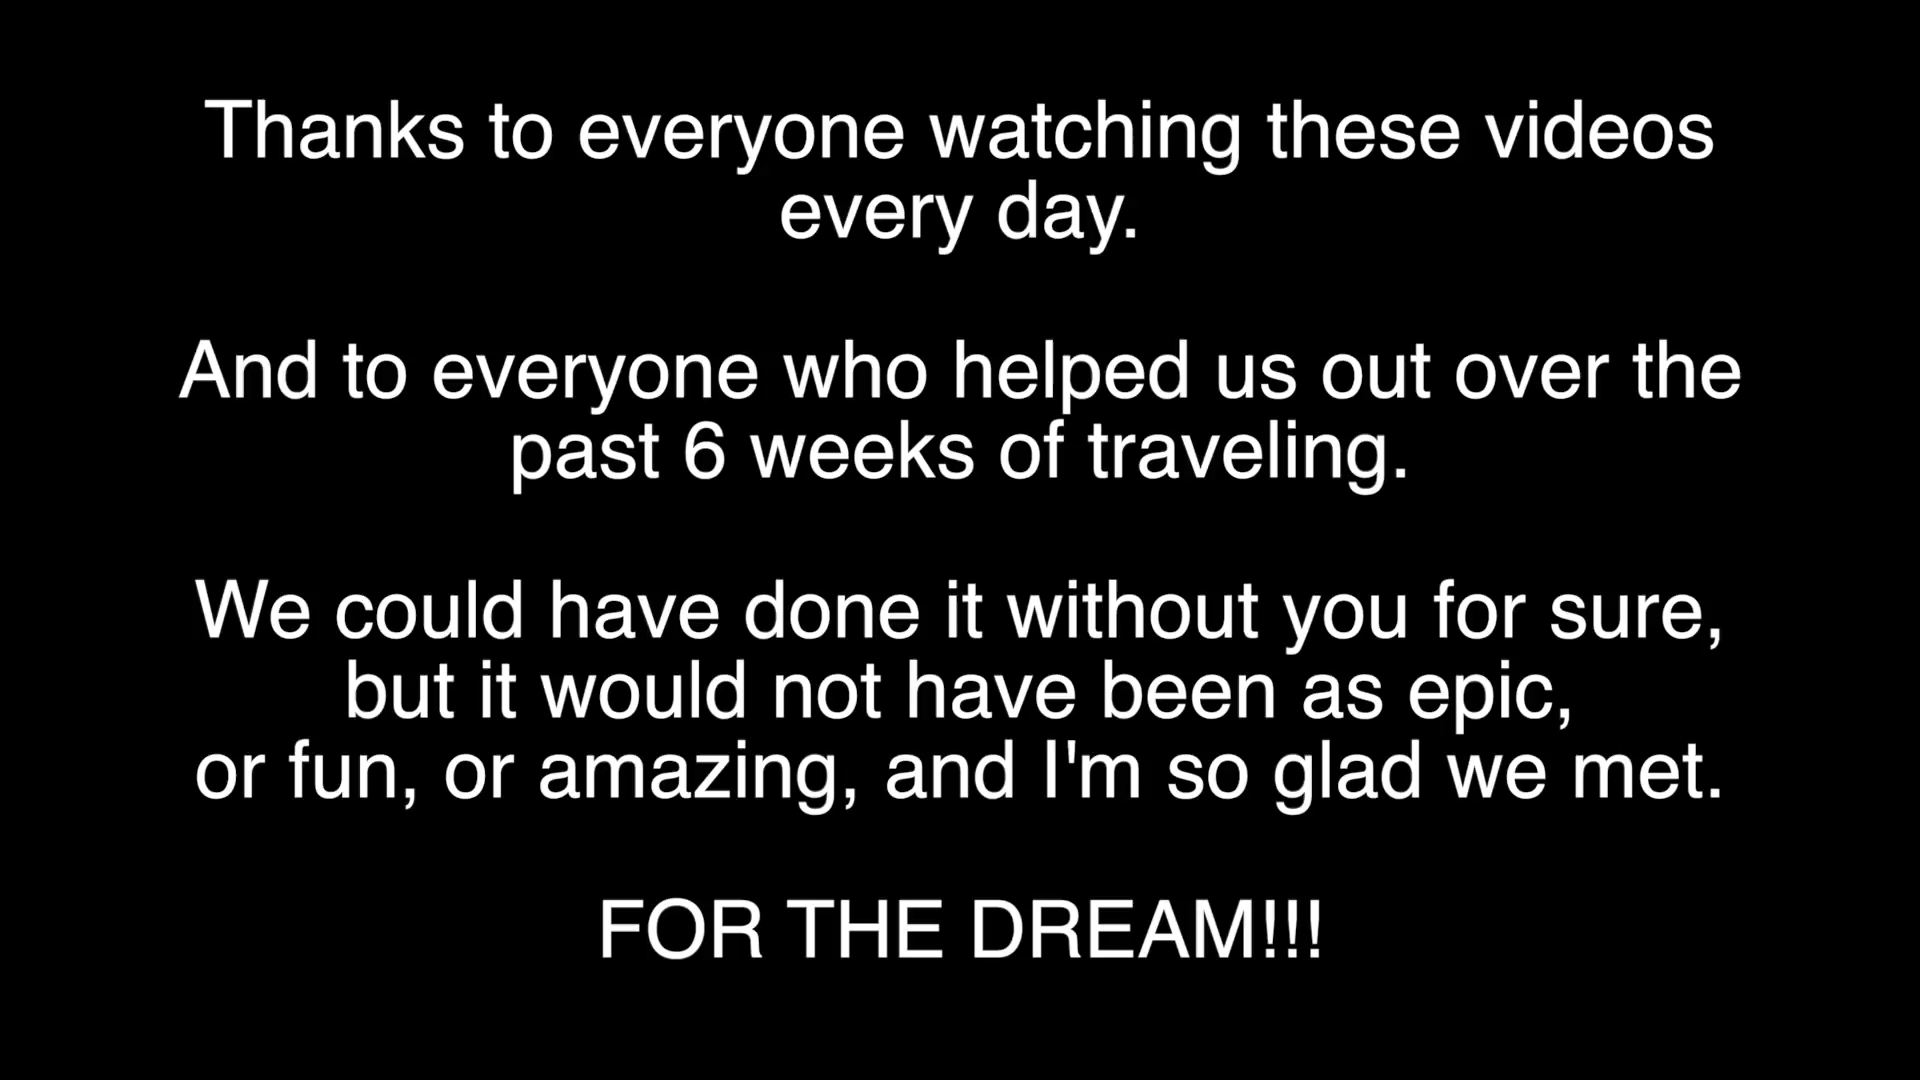 Thanks to everyone watching these videos
every day.
And to everyone who helped us out over the
past 6 weeks of traveling.
We could have done it without you for sure,
but it would not have been as epic,
or fun, or amazing, and I'm so glad we met.
FOR THE DREAM!!!